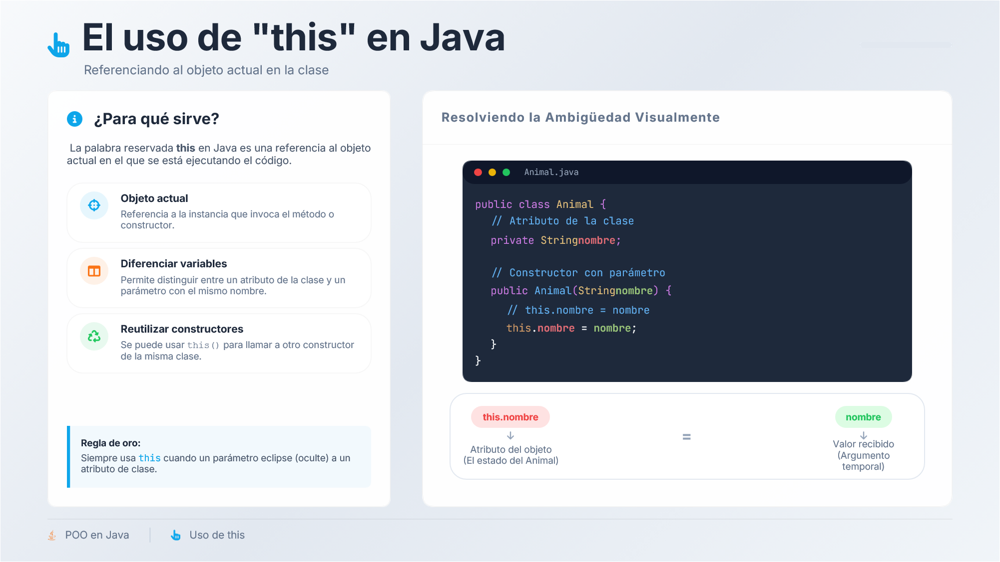 El uso de "this" en Java
Referenciando al objeto actual en la clase
¿Para qué sirve?
La palabra reservada this en Java es una referencia al objeto
actual en el que se está ejecutando el código.
Objeto actual
Referencia a la instancia que invoca el método o
constructor.
Diferenciar variables
Permite distinguir entre un atributo de la clase y un
parámetro con el mismo nombre.
Reutilizar constructores
Se puede usar this() para llamar a otro constructor
de la misma clase.
Regla de oro:
Siempre usa this cuando un parámetro eclipse (oculte) a un
atributo de clase.
Resolviendo la Ambigüedad Visualmente
Animal.java
public class Animal {
// Atributo de la clase
private Stringnombre;
// Constructor con parámetro
public Animal(Stringnombre) {
// this.nombre = nombre
this.nombre = nombre;
}
}
this.nombre
↓
Atributo del objeto
(El estado del Animal)
=
nombre
↓
Valor recibido
(Argumento
temporal)
POO en Java
Uso de this